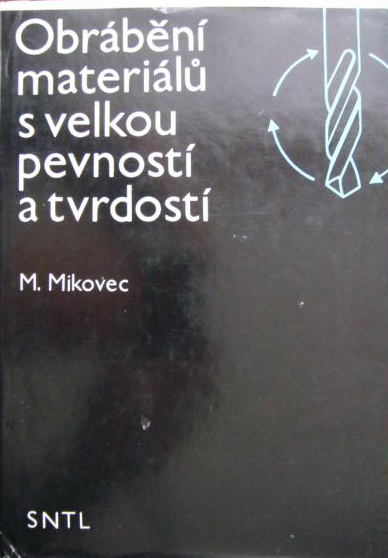 Obrábění
materiálů
s velkou
pevností
a tvrdostí
M. Mikovec
SNTL